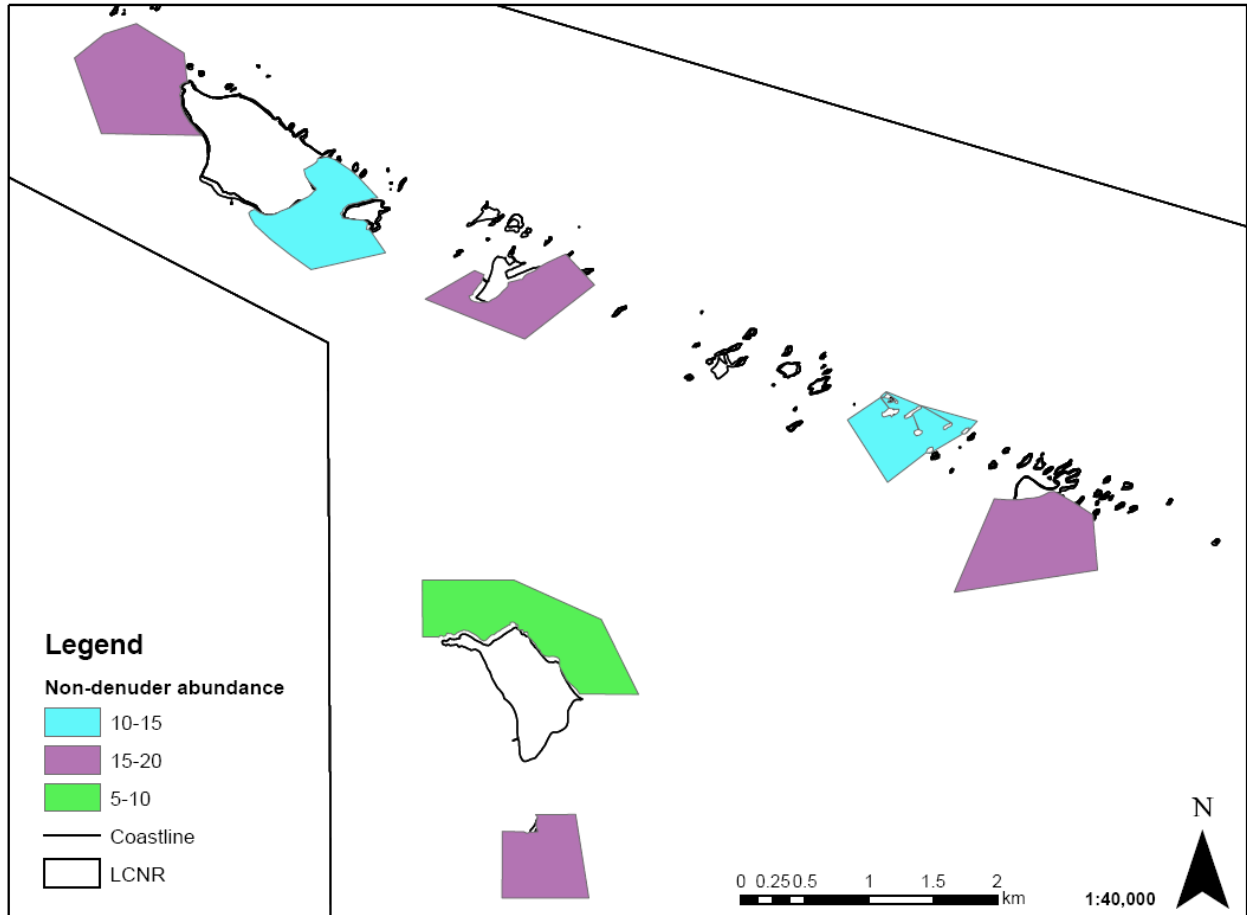 Legend
Non-denuder abundance
10-15
15-20
5-10
Coastline
LCNR
N
0 0.25 0.5 1 1.5 2
km
1:40,000